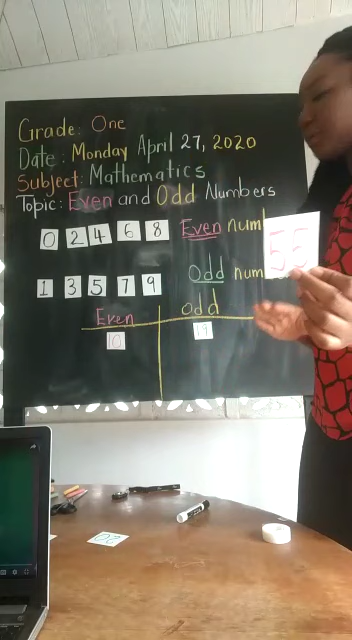 Grade: One
Date: Monday April 27, 2020
Subject: Mathematics
Topic: Even and Odd Numbers
0 2 4 6 8 Even num
55
1 3 5 7 9 Odd num
Even Odd
10 19